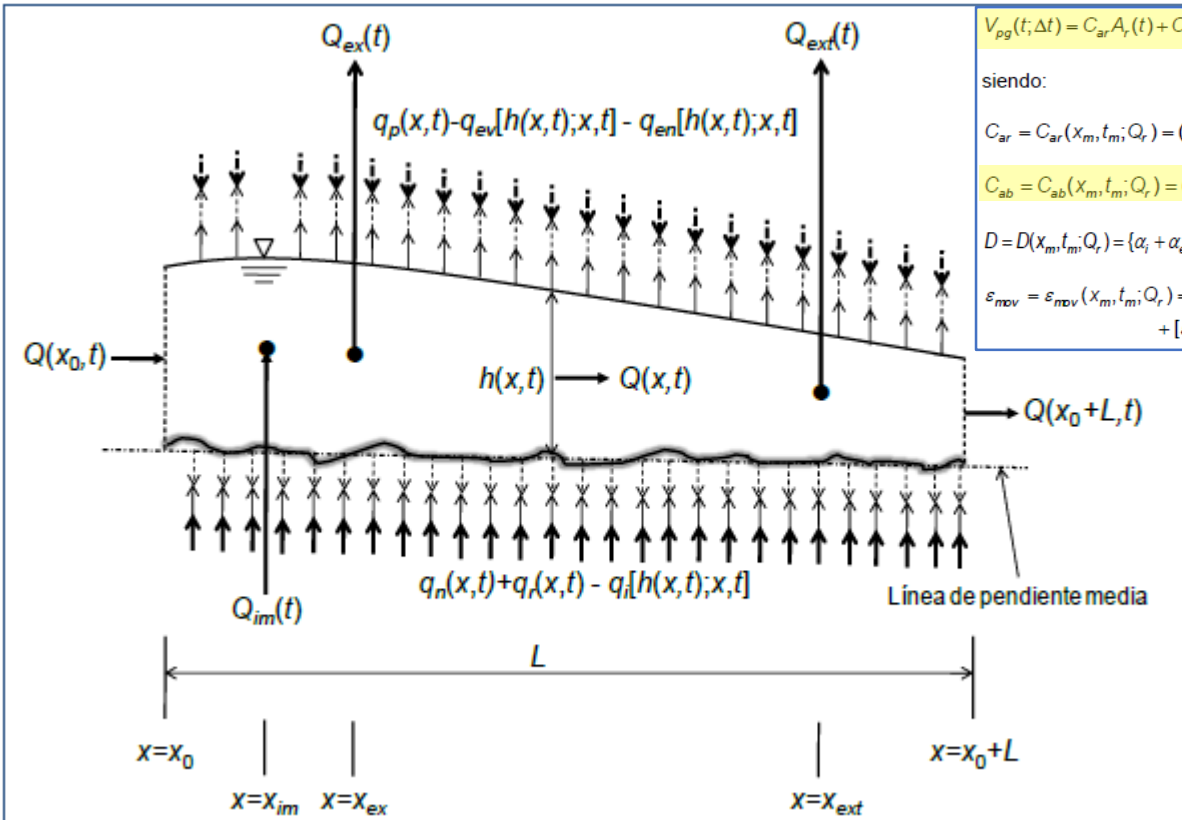 Q_ex(t)
Q_ext(t)
q_p(x,t)-q_ev[h(x,t);x,t] - q_en[h(x,t);x,t]
V_pg(t;Δt) = C_ar A_r(t) + C
siendo:
C_ar = C_ar(x_m,t_m;Q_r) = (
C_ab = C_ab(x_m,t_m;Q_r) =
D = D(x_m,t_m;Q_r) = {α_i + α_e
ε_mov = ε_mov(x_m,t_m;Q_r) =
+ [
Q(x_0,t)
h(x,t)
Q(x,t)
Q(x_0+L,t)
q_n(x,t)+q_r(x,t) - q_i[h(x,t);x,t]
Q_im(t)
Línea de pendiente media
L
x=x_0
x=x_0+L
x=x_im
x=x_ex
x=x_ext